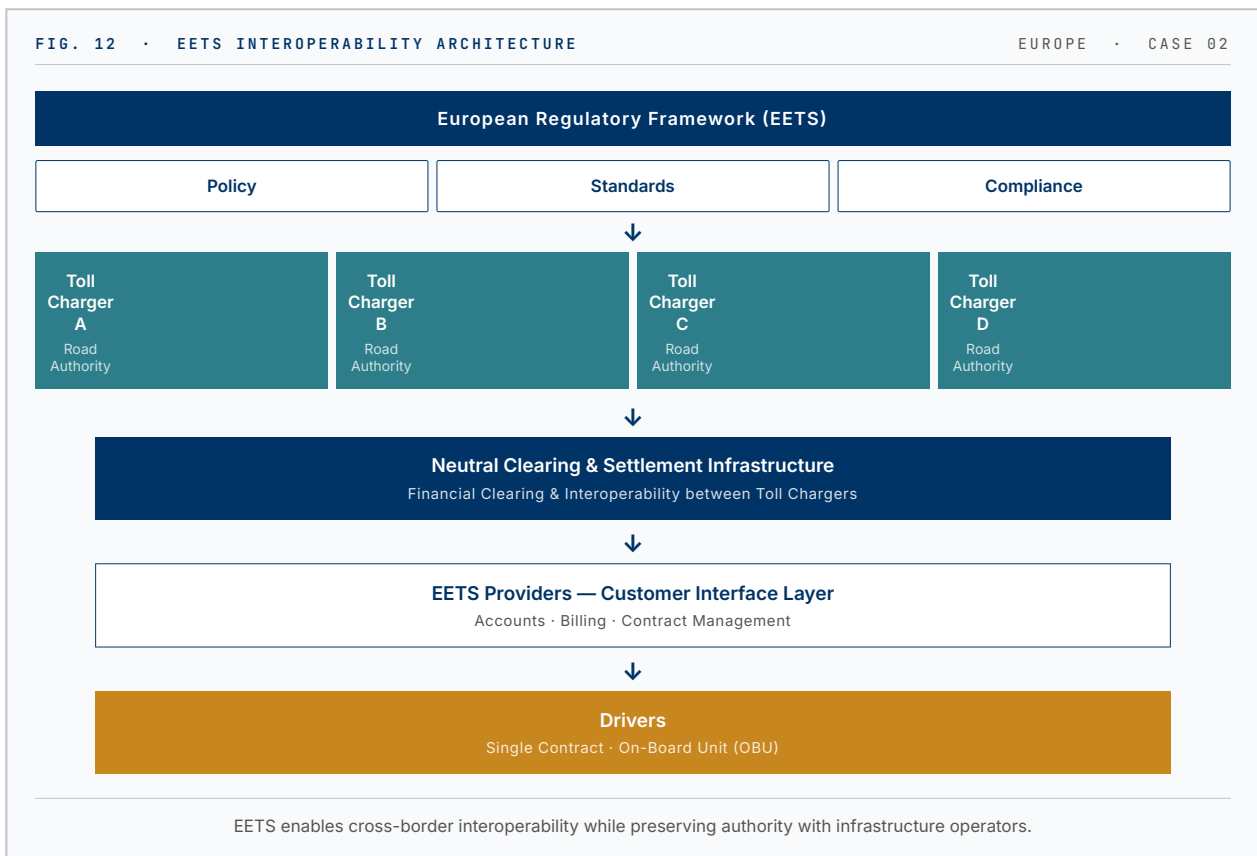 FIG. 12 · EETS INTEROPERABILITY ARCHITECTURE
EUROPE · CASE 02
European Regulatory Framework (EETS)
Policy
Standards
Compliance
Toll
Charger
A
Road
Authority
Toll
Charger
B
Road
Authority
Toll
Charger
C
Road
Authority
Toll
Charger
D
Road
Authority
Neutral Clearing & Settlement Infrastructure
Financial Clearing & Interoperability between Toll Chargers
EETS Providers — Customer Interface Layer
Accounts · Billing · Contract Management
Drivers
Single Contract · On-Board Unit (OBU)
EETS enables cross-border interoperability while preserving authority with infrastructure operators.